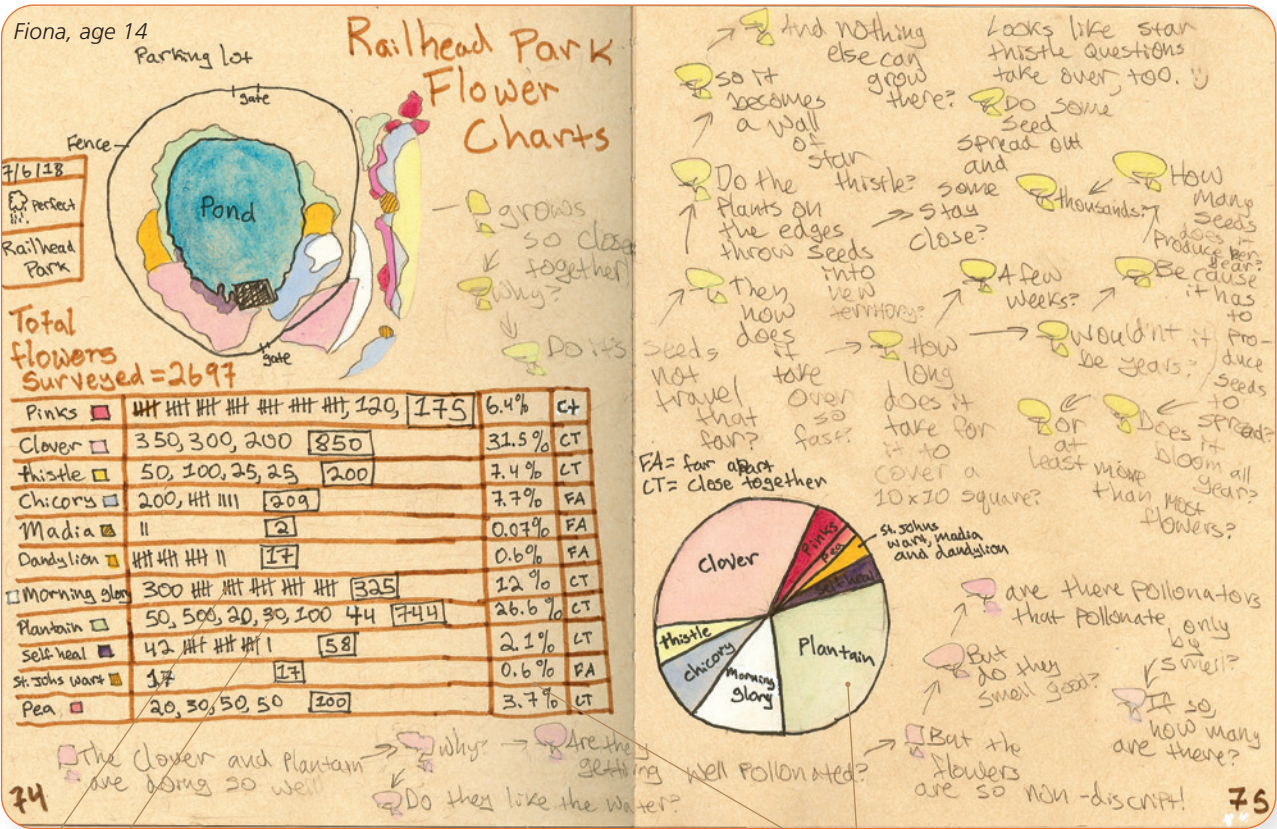 Fiona, age 14
Railhead Park
Flower
Charts
Parking lot
gate
Fence
Pond
gate
7/6/18
perfect
Railhead
Park
Total
flowers
surveyed = 2697
Pinks 120, 175 6.4% CT
Clover 350, 300, 200 850 31.5% CT
thistle 50, 100, 25, 25 200 7.4% CT
Chicory 200, 209 7.7% FA
Madia 2 0.07% FA
Dandylion 17 0.6% FA
Morning glory 300 325 12% CT
Plantain 50, 500, 20, 30, 100 44 744 26.6% CT
Self heal 42 58 2.1% CT
St. Johs wart 17 17 0.6% FA
Pea 20, 30, 50, 50 100 3.7% CT
grows
so close
together,
Why?
Do it's
seeds
not
travel
that
far?
they
how
does
it
take
over
so
fast?
Do the
plants on
the edges
throw seeds
into
new
territory?
so it
becomes
a wall
of
star
thistle?
And nothing
else can
grow
there?
Looks like star
thistle questions
take over, too.
Do some
seed
spread out
and
some
stay
close?
How
long
does it
take for
it to
cover a
10x10 square?
A few
weeks?
wouldn't it
be years?
Because
it has
to
pro-
duce
seeds
to
spread?
How
many
seeds
does it
produce per
year?
thousands?
Does it
bloom all
year?
or
at
least more
than most
flowers?
FA= far apart
CT= close together
Clover
Pinks
pea
St. Johns
wart, madia
and dandylion
self heal
Plantain
Morning
glory
chicory
thistle
The Clover and Plantain
are doing so well
Why?
Do they like the water?
Are they
getting
well pollonated?
But the
flowers
are so non-discript!
But
do they
smell good?
are there pollonators
that pollonate only
by
smell?
If so,
how many
are there?
74
75